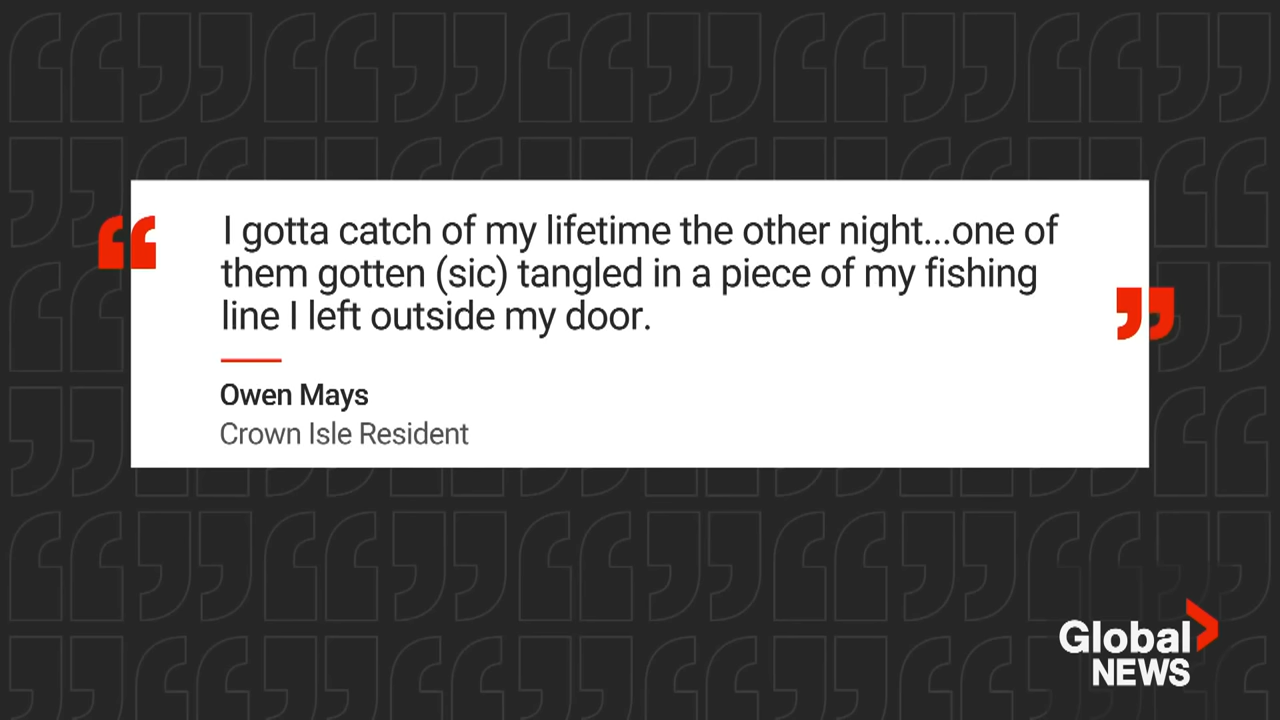 I gotta catch of my lifetime the other night...one of
them gotten (sic) tangled in a piece of my fishing
line I left outside my door.
Owen Mays
Crown Isle Resident
Global
NEWS